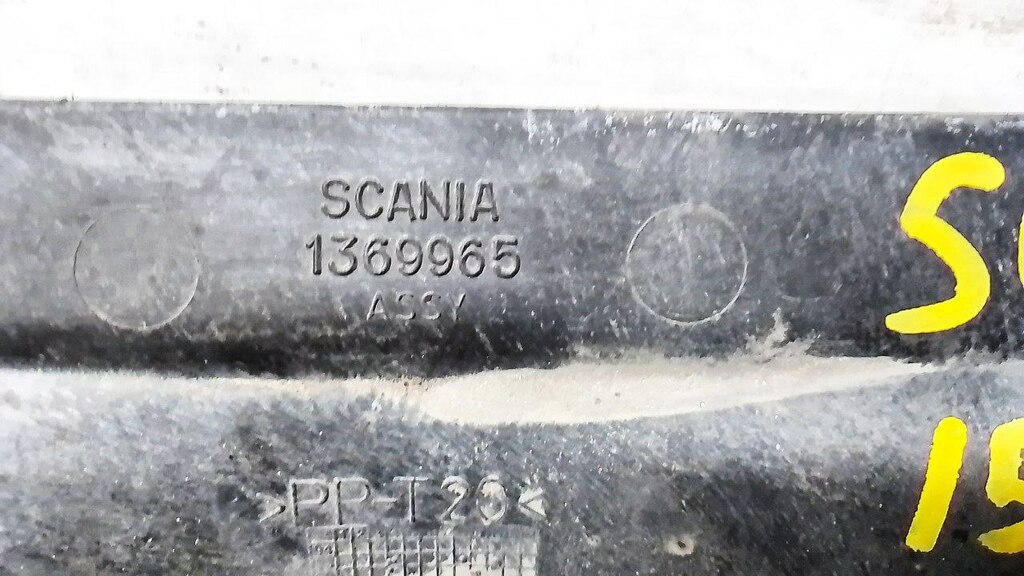 SCANIA
1369965
ASSY
>PP-T20<